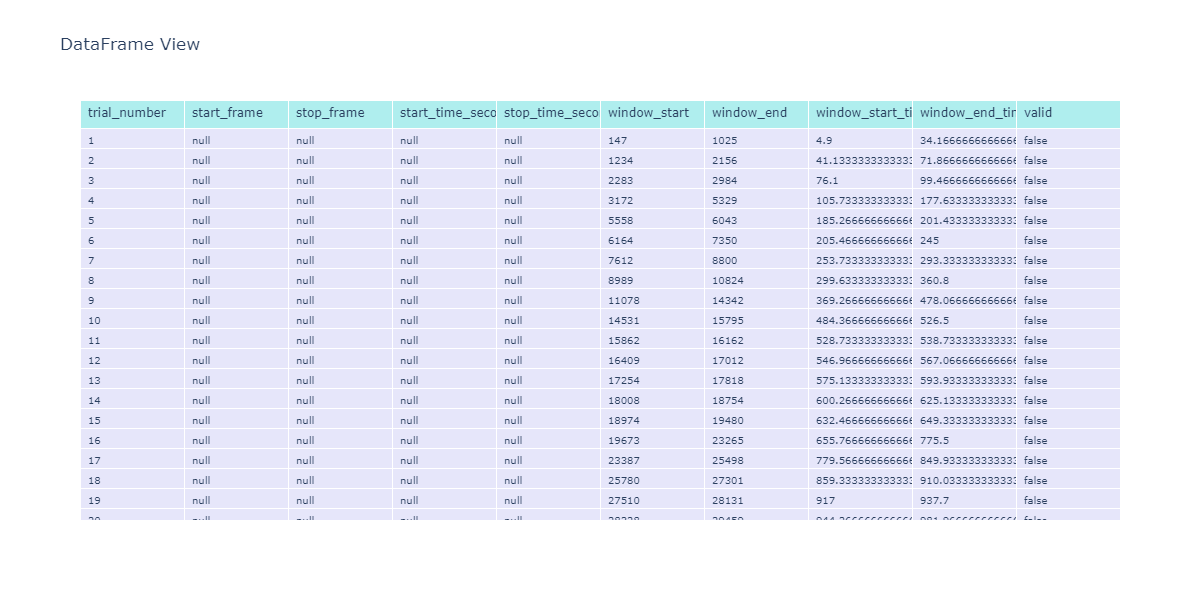 DataFrame View
trial_number start_frame stop_frame start_time_seco stop_time_seco window_start window_end window_start_ti window_end_tim valid
1 null null null null 147 1025 4.9 34.1666666666666 false
2 null null null null 1234 2156 41.1333333333333 71.8666666666666 false
3 null null null null 2283 2984 76.1 99.4666666666666 false
4 null null null null 3172 5329 105.733333333333 177.633333333333 false
5 null null null null 5558 6043 185.266666666666 201.433333333333 false
6 null null null null 6164 7350 205.466666666666 245 false
7 null null null null 7612 8800 253.733333333333 293.333333333333 false
8 null null null null 8989 10824 299.633333333333 360.8 false
9 null null null null 11078 14342 369.266666666666 478.066666666666 false
10 null null null null 14531 15795 484.366666666666 526.5 false
11 null null null null 15862 16162 528.733333333333 538.733333333333 false
12 null null null null 16409 17012 546.966666666666 567.066666666666 false
13 null null null null 17254 17818 575.133333333333 593.933333333333 false
14 null null null null 18008 18754 600.266666666666 625.133333333333 false
15 null null null null 18974 19480 632.466666666666 649.333333333333 false
16 null null null null 19673 23265 655.766666666666 775.5 false
17 null null null null 23387 25498 779.566666666666 849.933333333333 false
18 null null null null 25780 27301 859.333333333333 910.033333333333 false
19 null null null null 27510 28131 917 937.7 false